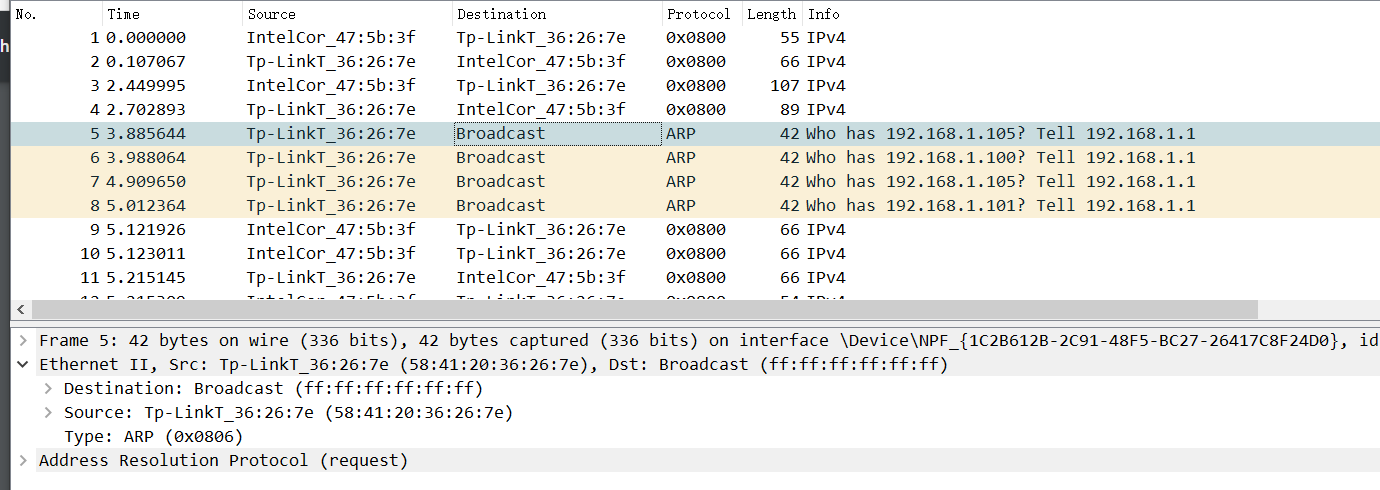 h
No. Time Source Destination Protocol Length Info
1 0.000000 IntelCor_47:5b:3f Tp-LinkT_36:26:7e 0x0800 55 IPv4
2 0.107067 Tp-LinkT_36:26:7e IntelCor_47:5b:3f 0x0800 66 IPv4
3 2.449995 IntelCor_47:5b:3f Tp-LinkT_36:26:7e 0x0800 107 IPv4
4 2.702893 Tp-LinkT_36:26:7e IntelCor_47:5b:3f 0x0800 89 IPv4
5 3.885644 Tp-LinkT_36:26:7e Broadcast ARP 42 Who has 192.168.1.105? Tell 192.168.1.1
6 3.988064 Tp-LinkT_36:26:7e Broadcast ARP 42 Who has 192.168.1.100? Tell 192.168.1.1
7 4.909650 Tp-LinkT_36:26:7e Broadcast ARP 42 Who has 192.168.1.105? Tell 192.168.1.1
8 5.012364 Tp-LinkT_36:26:7e Broadcast ARP 42 Who has 192.168.1.101? Tell 192.168.1.1
9 5.121926 IntelCor_47:5b:3f Tp-LinkT_36:26:7e 0x0800 66 IPv4
10 5.123011 IntelCor_47:5b:3f Tp-LinkT_36:26:7e 0x0800 66 IPv4
11 5.215145 Tp-LinkT_36:26:7e IntelCor_47:5b:3f 0x0800 66 IPv4
Frame 5: 42 bytes on wire (336 bits), 42 bytes captured (336 bits) on interface \Device\NPF_{1C2B612B-2C91-48F5-BC27-26417C8F24D0}, id
Ethernet II, Src: Tp-LinkT_36:26:7e (58:41:20:36:26:7e), Dst: Broadcast (ff:ff:ff:ff:ff:ff)
Destination: Broadcast (ff:ff:ff:ff:ff:ff)
Source: Tp-LinkT_36:26:7e (58:41:20:36:26:7e)
Type: ARP (0x0806)
Address Resolution Protocol (request)